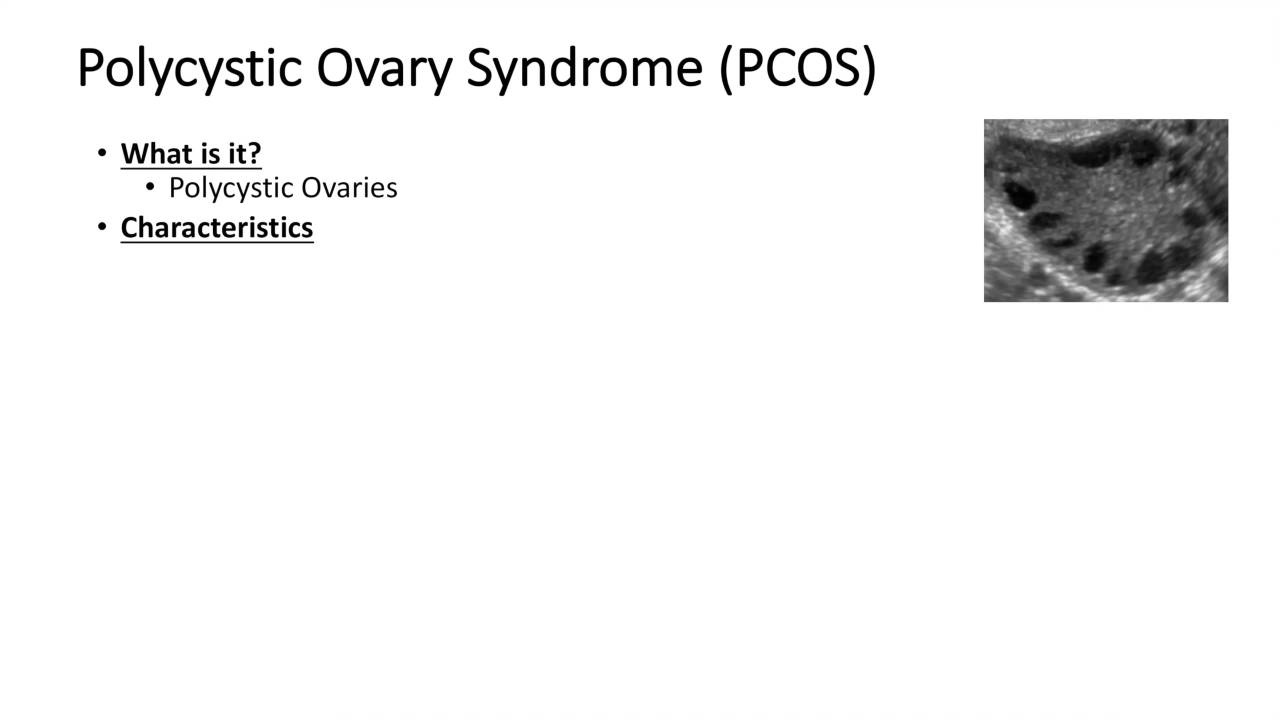 Polycystic Ovary Syndrome (PCOS)
• What is it?
• Polycystic Ovaries
• Characteristics